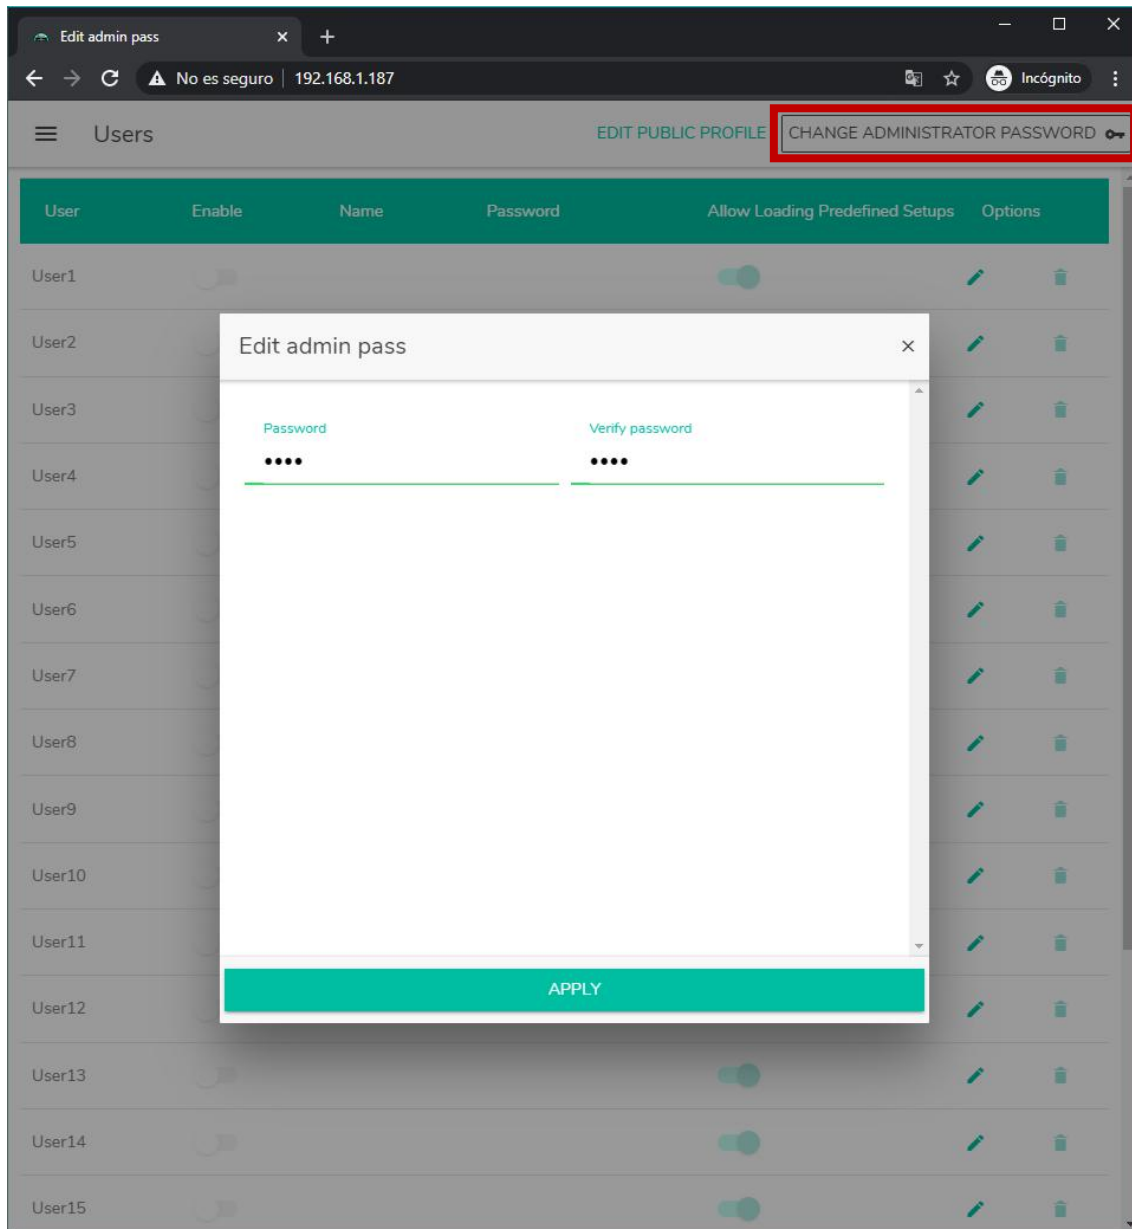 Edit admin pass
No es seguro | 192.168.1.187
Incógnito
Users
EDIT PUBLIC PROFILE
CHANGE ADMINISTRATOR PASSWORD
User Enable Name Password Allow Loading Predefined Setups Options
User1
User2
Edit admin pass
User3
Password Verify password
•••• ••••
User4
User5
User6
User7
User8
User9
User10
User11
APPLY
User12
User13
User14
User15